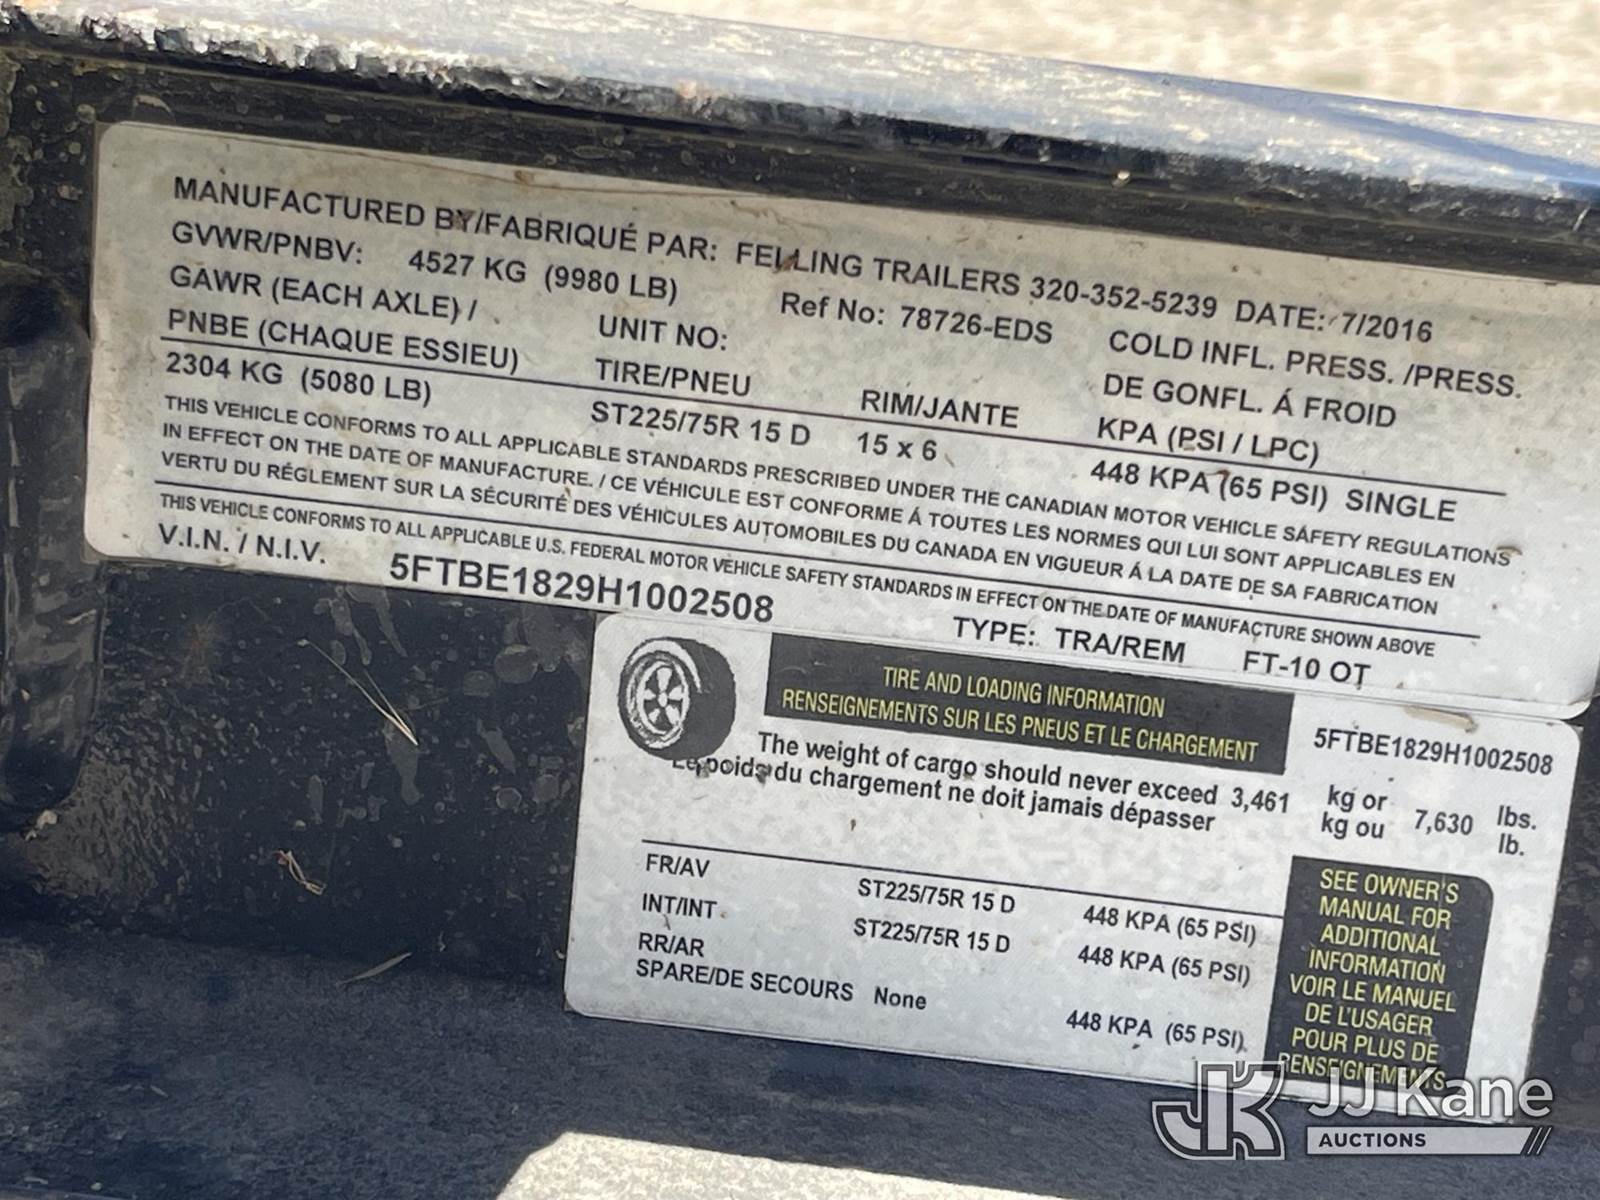 MANUFACTURED BY/FABRIQUÉ PAR: FELLING TRAILERS 320-352-5239 DATE: 7/2016
GVWR/PNBV: 4527 KG (9980 LB) Ref No: 78726-EDS COLD INFL. PRESS. /PRESS.
GAWR (EACH AXLE) / UNIT NO: DE GONFL. Á FROID
PNBE (CHAQUE ESSIEU) TIRE/PNEU RIM/JANTE KPA (PSI / LPC)
2304 KG (5080 LB) ST225/75R 15 D 15 x 6 448 KPA (65 PSI) SINGLE
THIS VEHICLE CONFORMS TO ALL APPLICABLE STANDARDS PRESCRIBED UNDER THE CANADIAN MOTOR VEHICLE SAFETY REGULATIONS
IN EFFECT ON THE DATE OF MANUFACTURE. / CE VÉHICULE EST CONFORME Á TOUTES LES NORMES QUI LUI SONT APPLICABLES EN
VERTU DU RÉGLEMENT SUR LA SÉCURITÉ DES VÉHICULES AUTOMOBILES DU CANADA EN VIGUEUR Á LA DATE DE SA FABRICATION
THIS VEHICLE CONFORMS TO ALL APPLICABLE U.S. FEDERAL MOTOR VEHICLE SAFETY STANDARDS IN EFFECT ON THE DATE OF MANUFACTURE SHOWN ABOVE
V.I.N. / N.I.V. 5FTBE1829H1002508 TYPE: TRA/REM FT-10 OT
TIRE AND LOADING INFORMATION
RENSEIGNEMENTS SUR LES PNEUS ET LE CHARGEMENT
5FTBE1829H1002508
The weight of cargo should never exceed 3,461 kg or 7,630 lbs.
Le poids du chargement ne doit jamais dépasser kg ou lb.
FR/AV ST225/75R 15 D 448 KPA (65 PSI)
INT/INT ST225/75R 15 D 448 KPA (65 PSI)
RR/AR
SPARE/DE SECOURS None 448 KPA (65 PSI)
SEE OWNER'S
MANUAL FOR
ADDITIONAL
INFORMATION
VOIR LE MANUEL
DE L'USAGER
POUR PLUS DE
RENSEIGNEMENTS
JK JJ Kane
AUCTIONS